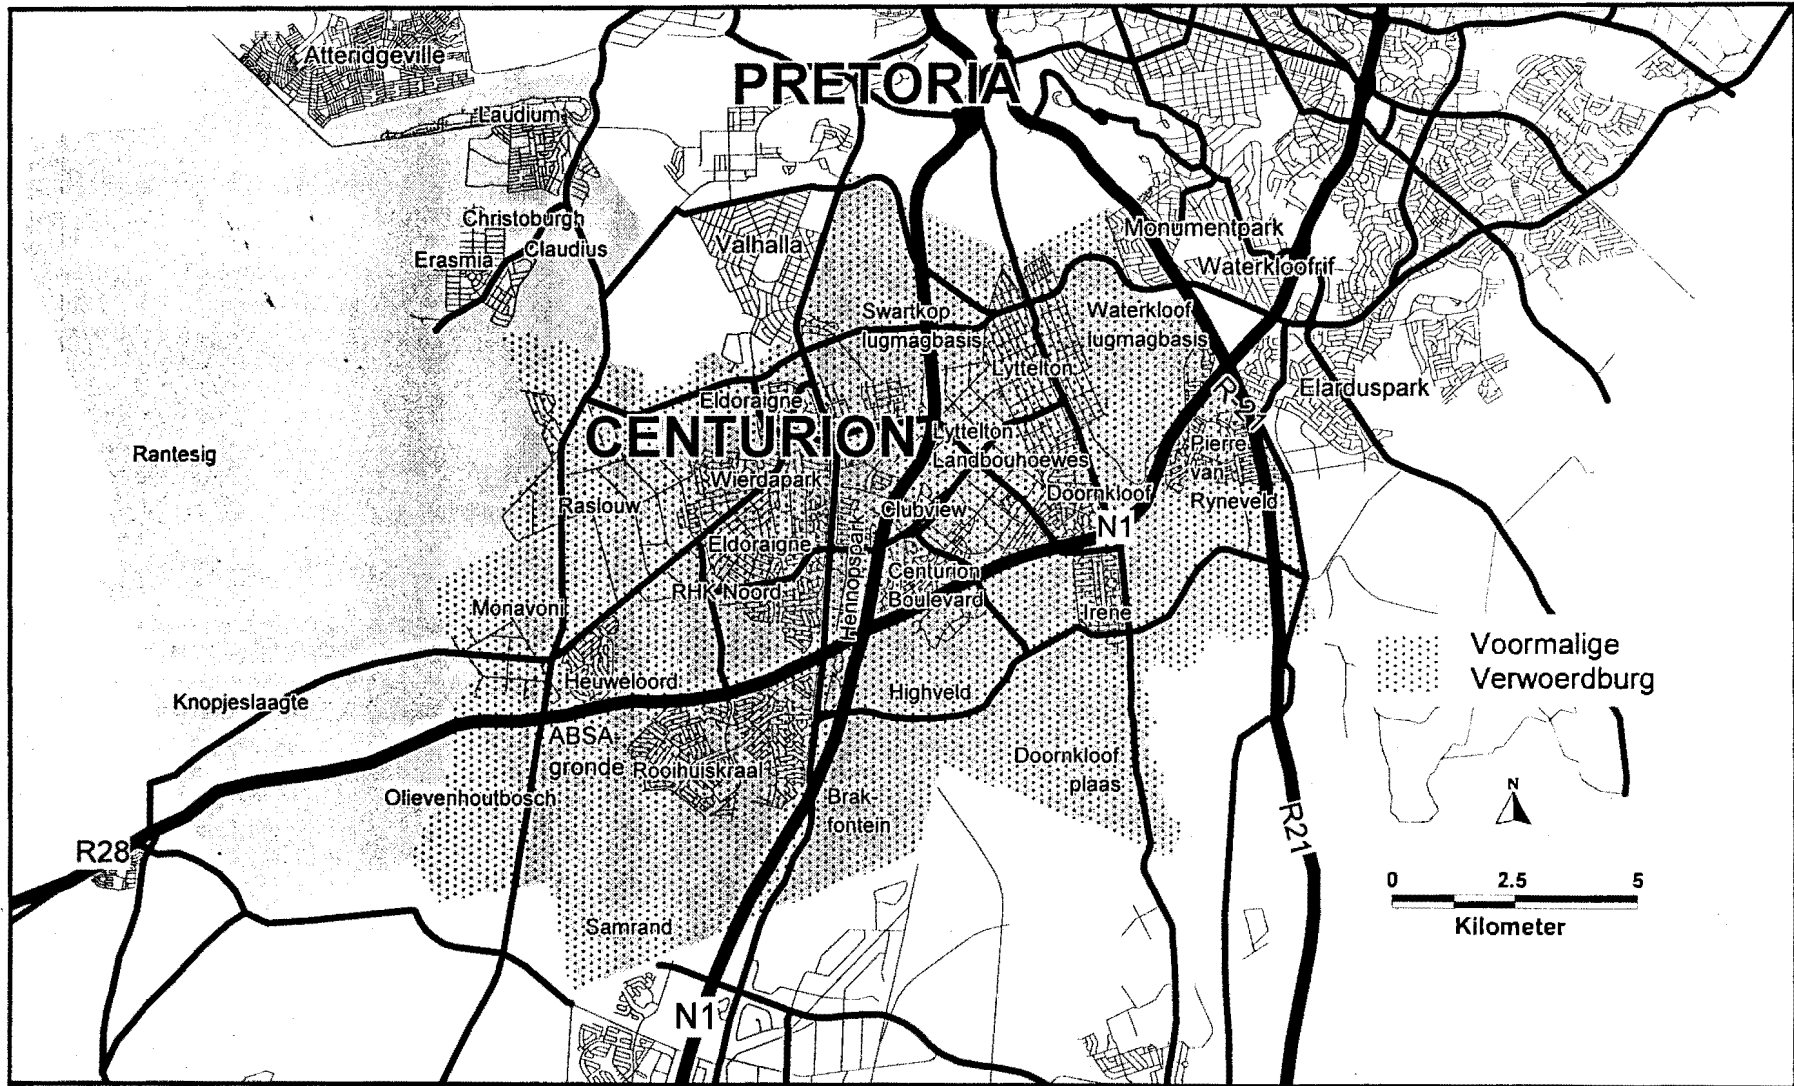 Atteridgeville
PRETORIA
Laudium
Christoburgh
Claudius
Erasmia
Valhalla
Monumentpark
Waterkloofrif
Swartkop
lugmagbasis
Waterkloof
lugmagbasis
Lyttelton
Elarduspark
R 57
Eldoraigne
CENTURION
Lyttelton
Landbouhoewes
Rantesig
Wierdapark
Pierre
van
Ryneveld
Raslouw
Clubview
Doornkloof
N1
Eldoraigne
Hennopspark
Centurion
Boulevard
RHK Noord
Monavoni
Irene
Voormalige
Verwoerdburg
Heuweloord
Highveld
Knopjeslaagte
ABSA-
gronde
Rooihuiskraal
Doornkloof
plaas
Olievenhoutbosch
Brak-
fontein
N
R28
R21
0 2.5 5
Kilometer
Samrand
N1